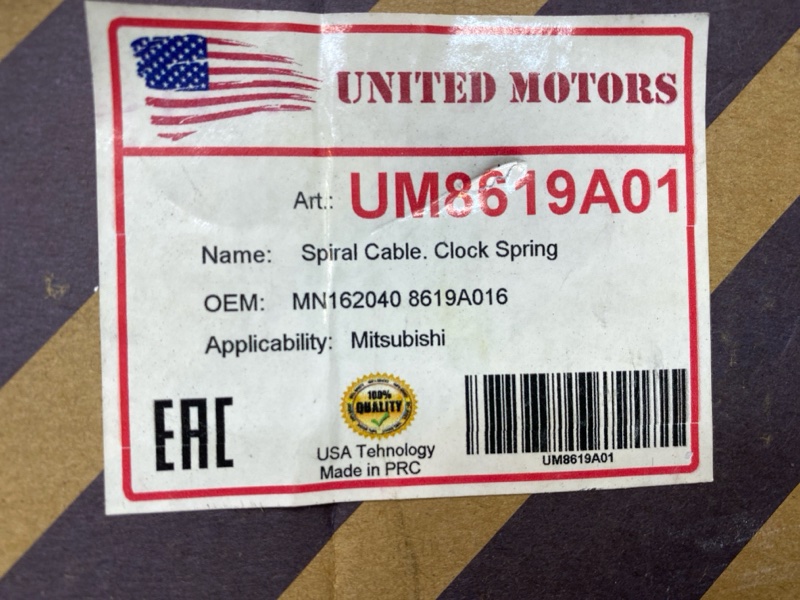 UNITED MOTORS
Art.: UM8619A01
Name: Spiral Cable. Clock Spring
OEM: MN162040 8619A016
Applicability: Mitsubishi
EAC
100%
QUALITY
USA Tehnology
Made in PRC
UM8619A01